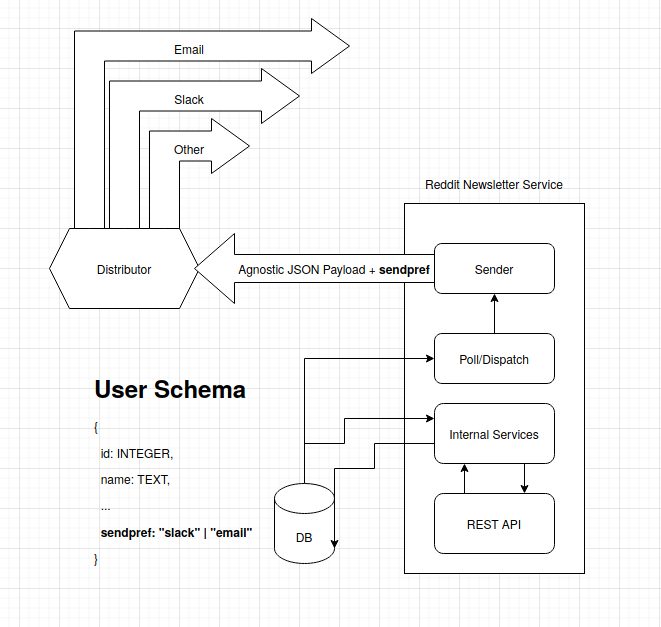 Email
Slack
Other
Reddit Newsletter Service
Distributor
Agnostic JSON Payload + sendpref
Sender
Poll/Dispatch
User Schema
{
id: INTEGER,
name: TEXT,
...
sendpref: "slack" | "email"
}
Internal Services
DB
REST API